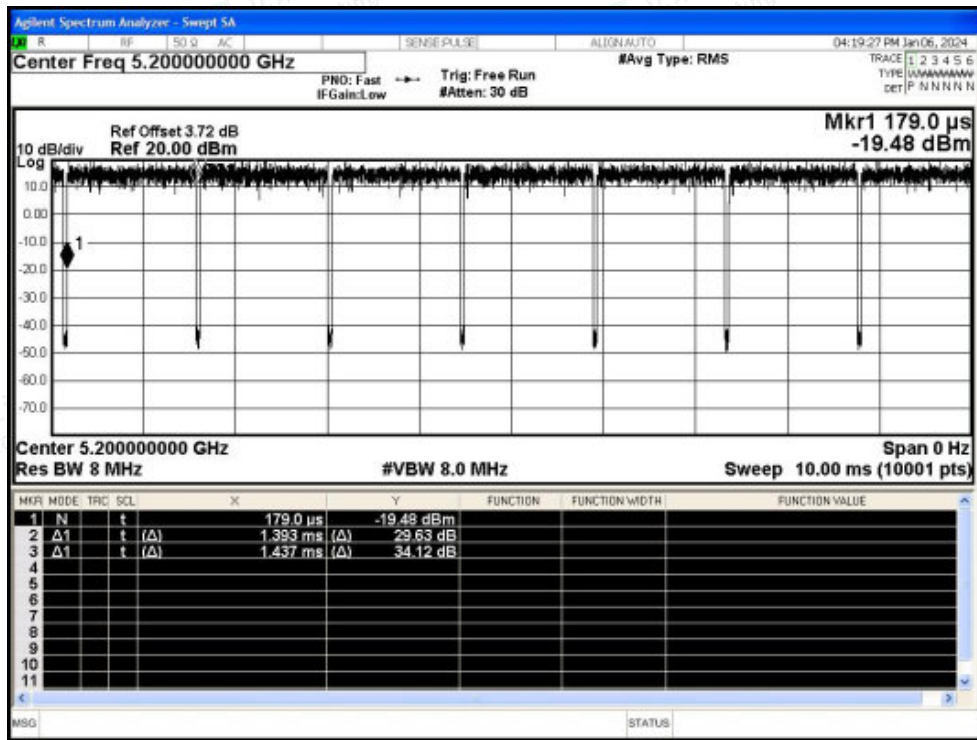 Agilent Spectrum Analyzer - Swept SA
LXI R RF 50 Ω AC SENSE:PULSE ALIGNAUTO 04:19:27 PM Jan 06, 2024
Center Freq 5.200000000 GHz #Avg Type: RMS TRACE 1 2 3 4 5 6
PNO: Fast Trig: Free Run TYPE
IFGain:Low #Atten: 30 dB DET P N N N N N
Mkr1 179.0 µs
-19.48 dBm
Ref Offset 3.72 dB
10 dB/div Ref 20.00 dBm
Log
10.0
0.00
-10.0
1
-20.0
-30.0
-40.0
-50.0
-60.0
-70.0
Center 5.200000000 GHz Span 0 Hz
Res BW 8 MHz #VBW 8.0 MHz Sweep 10.00 ms (10001 pts)
MKR MODE TRC SCL X Y FUNCTION FUNCTION WIDTH FUNCTION VALUE
1 N t 179.0 µs -19.48 dBm
2 Δ1 t (Δ) 1.393 ms (Δ) 29.63 dB
3 Δ1 t (Δ) 1.437 ms (Δ) 34.12 dB
4
5
6
7
8
9
10
11
MSG STATUS